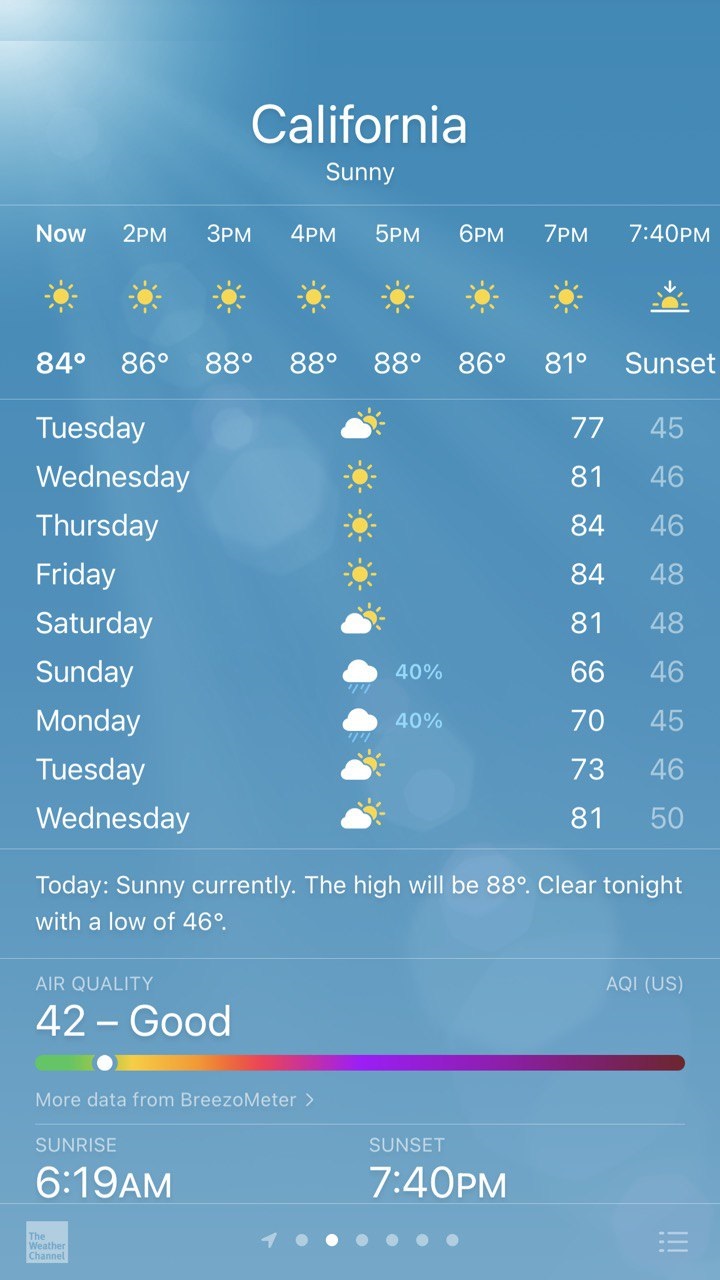 California
Sunny
Now 2PM 3PM 4PM 5PM 6PM 7PM 7:40PM
84° 86° 88° 88° 88° 86° 81° Sunset
Tuesday 77 45
Wednesday 81 46
Thursday 84 46
Friday 84 48
Saturday 81 48
Sunday 40% 66 46
Monday 40% 70 45
Tuesday 73 46
Wednesday 81 50
Today: Sunny currently. The high will be 88°. Clear tonight
with a low of 46°.
AIR QUALITY AQI (US)
42 – Good
More data from BreezoMeter
SUNRISE SUNSET
6:19AM 7:40PM
The
Weather
Channel